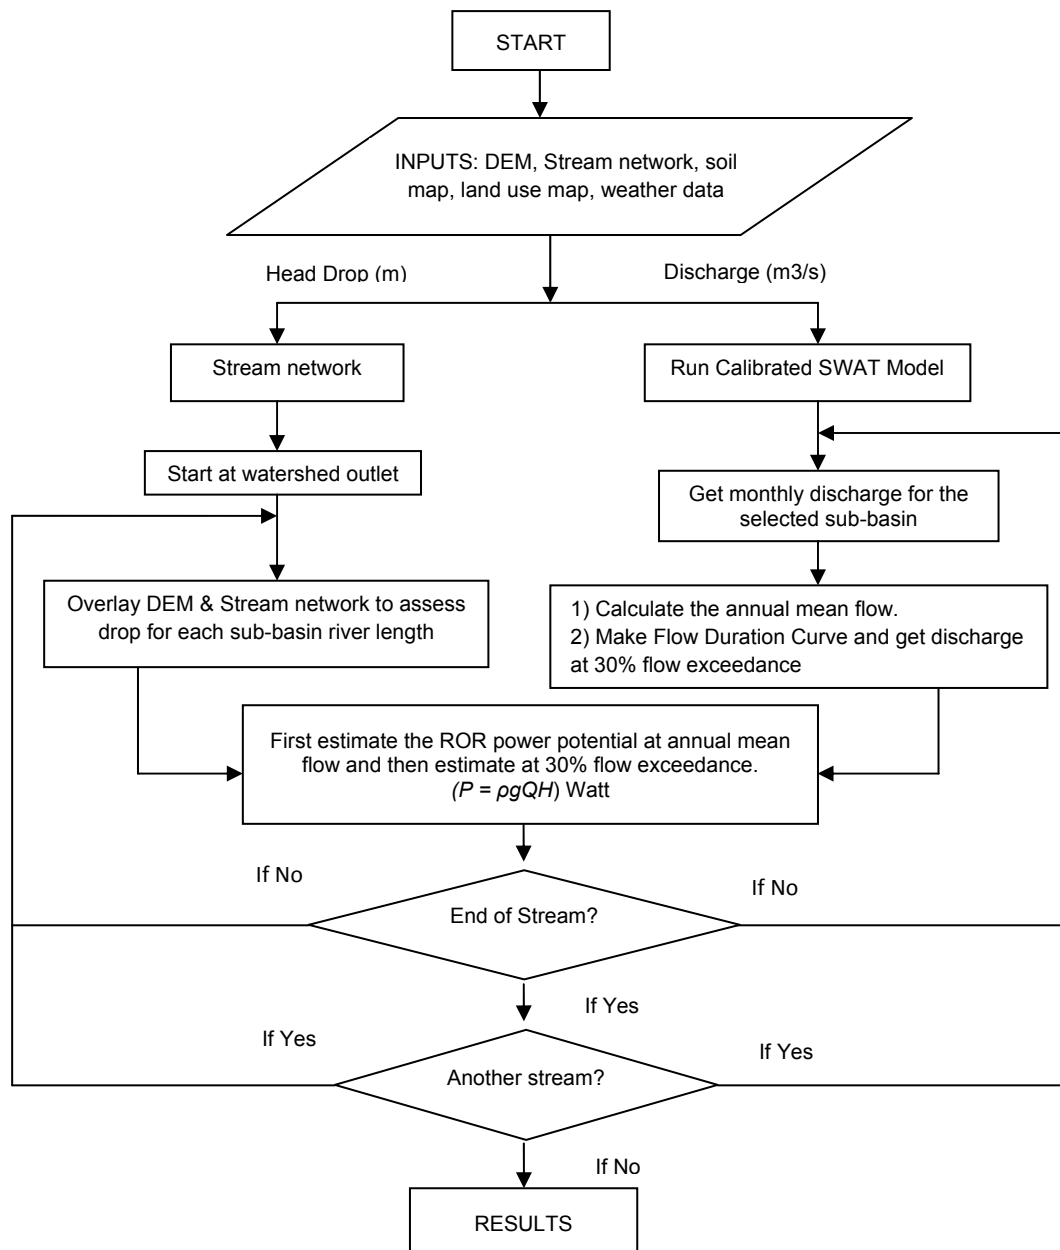 START
INPUTS: DEM, Stream network, soil
map, land use map, weather data
Head Drop (m)
Discharge (m3/s)
Stream network
Run Calibrated SWAT Model
Start at watershed outlet
Get monthly discharge for the
selected sub-basin
Overlay DEM & Stream network to assess
drop for each sub-basin river length
1) Calculate the annual mean flow.
2) Make Flow Duration Curve and get discharge
at 30% flow exceedance
First estimate the ROR power potential at annual mean
flow and then estimate at 30% flow exceedance.
(P = ρgQH) Watt
If No
If No
End of Stream?
If Yes
If Yes
If Yes
Another stream?
If No
RESULTS